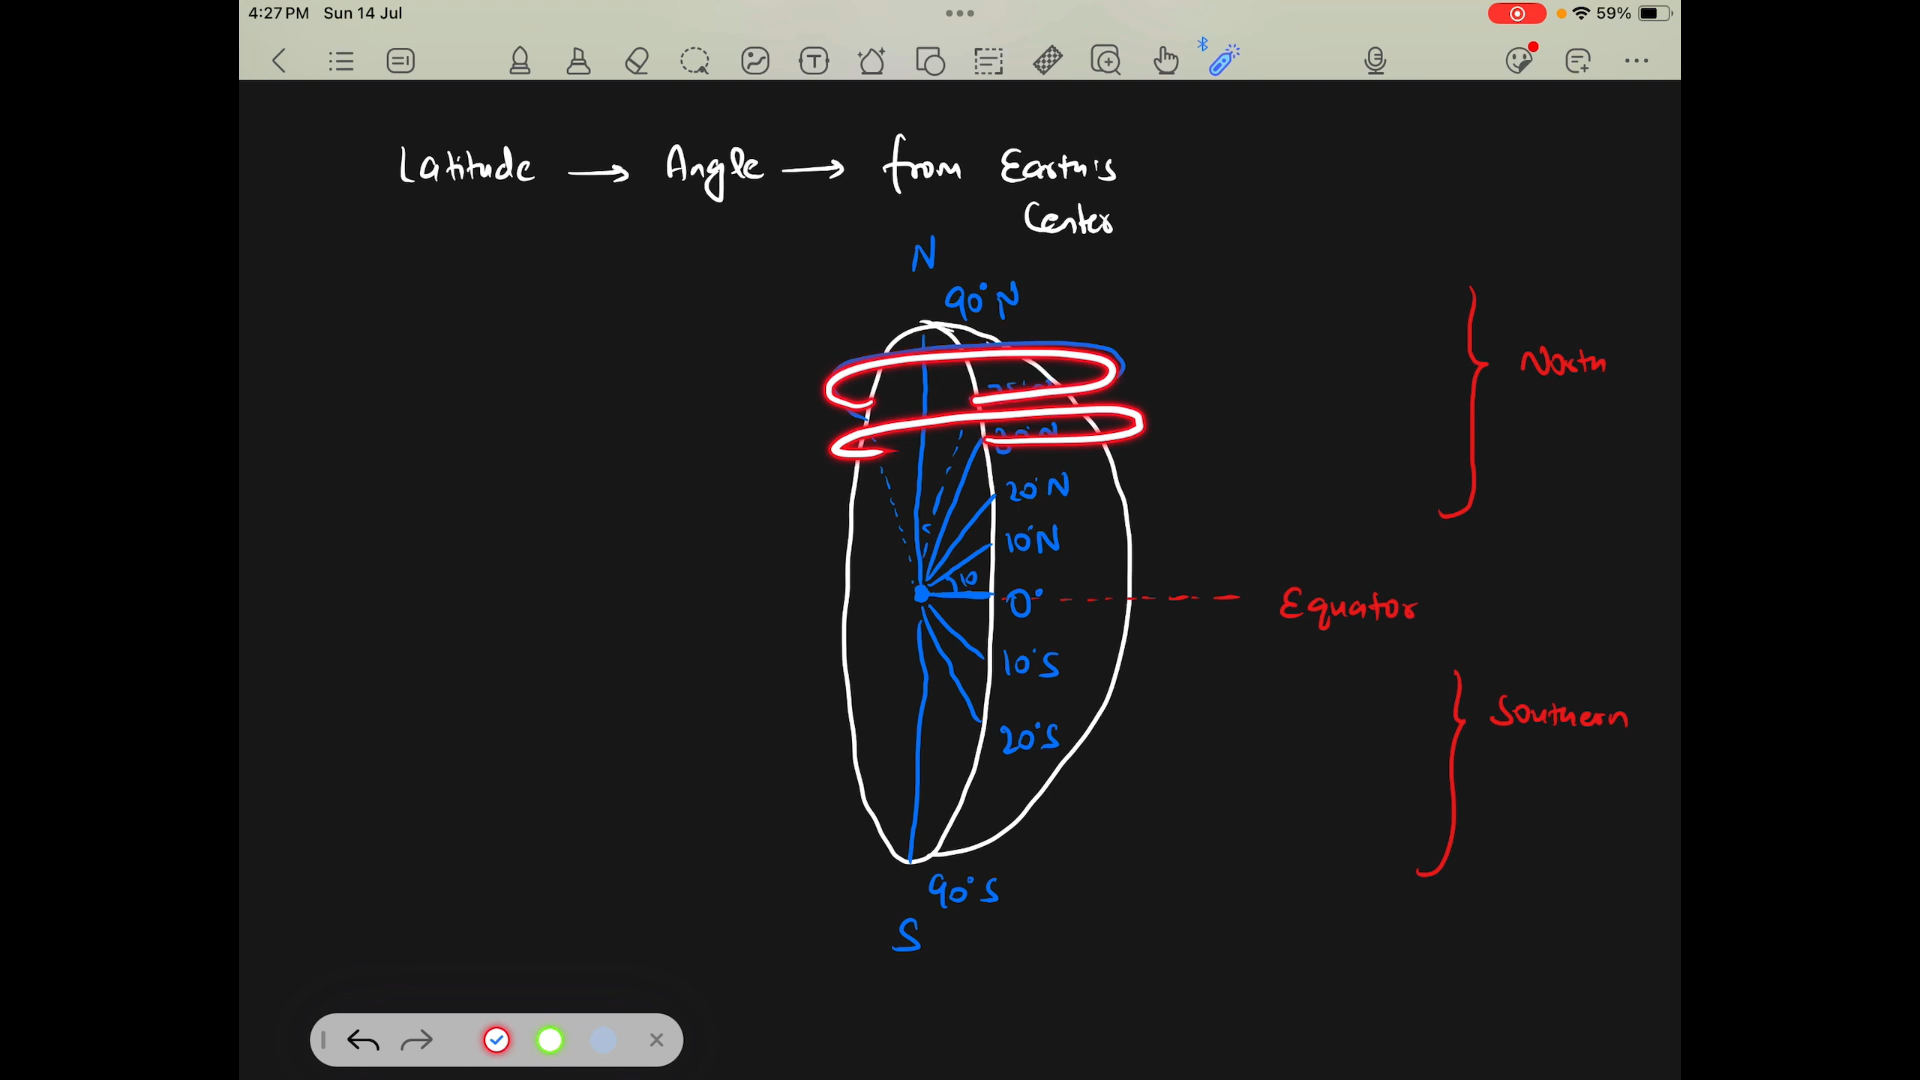 4:27 PM Sun 14 Jul
59%
Latitude → Angle → from Earth's
Center
N
90°N
20°N
10°N
10
0°
Equator
10°S
20°S
90°S
S
North
Southern